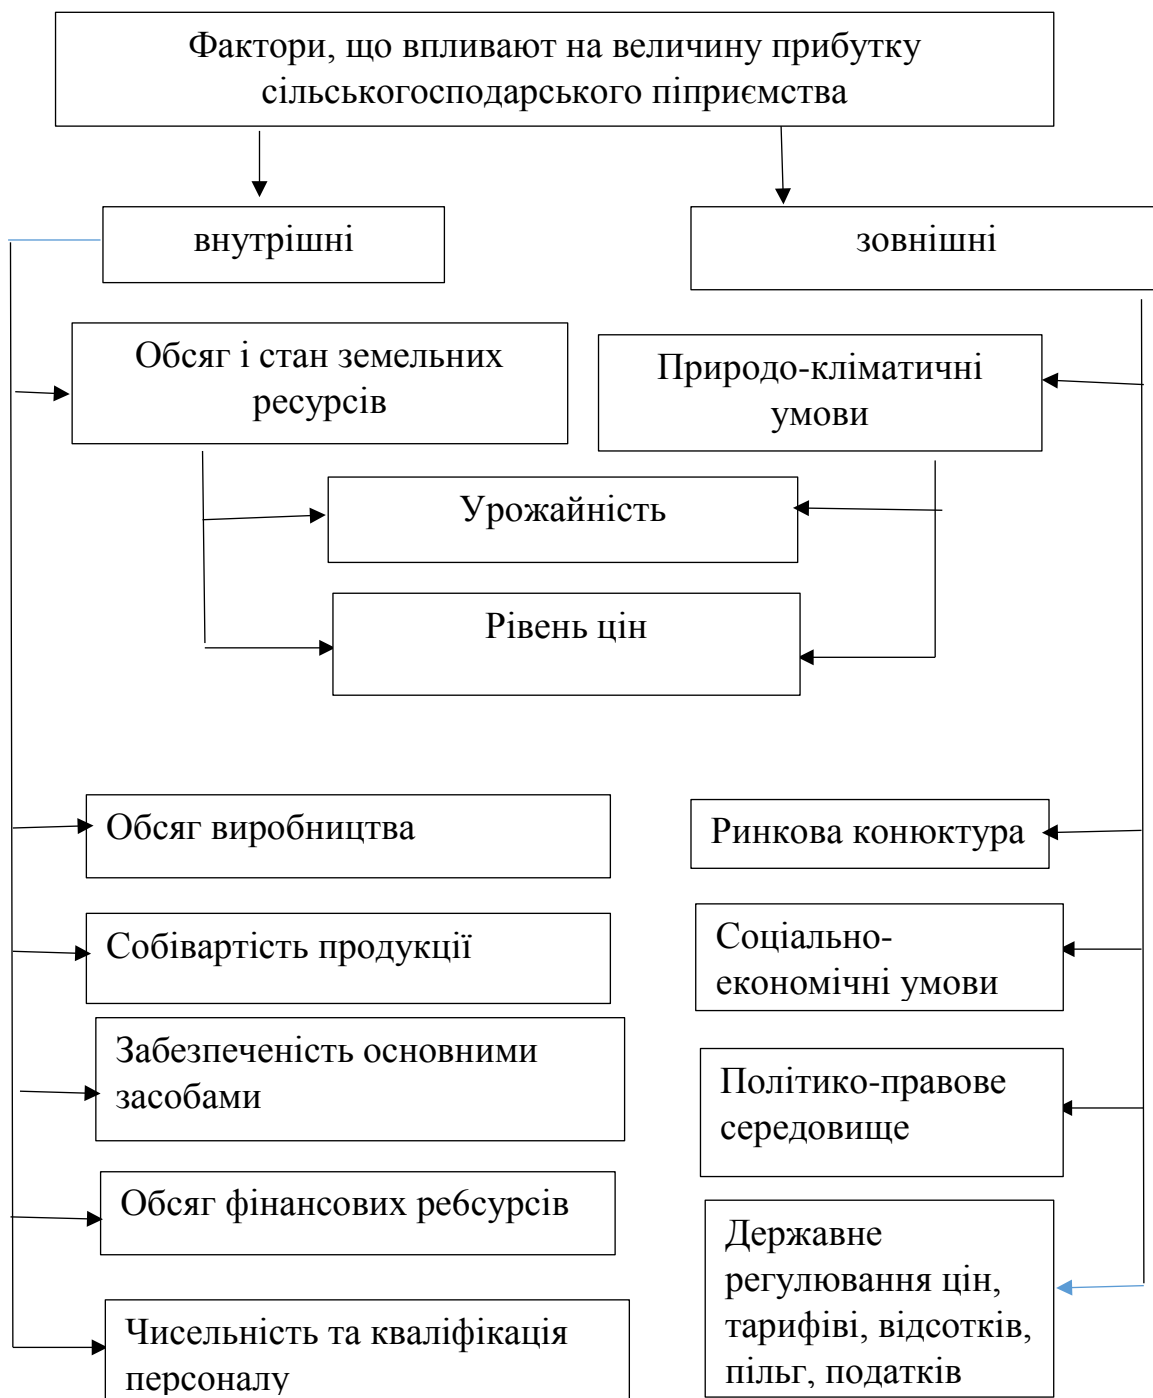 Фактори, що впливают на величину прибутку
сільськогосподарського піприємства
внутрішні
зовнішні
Обсяг і стан земельних
ресурсів
Природо-кліматичні
умови
Урожайність
Рівень цін
Обсяг виробництва
Ринкова конюктура
Собівартість продукції
Соціально-
економічні умови
Забезпеченість основними
засобами
Політико-правове
середовище
Обсяг фінансових ре6сурсів
Державне
регулювання цін,
тарифіві, відсотків,
пільг, податків
Чисельність та кваліфікація
персоналу